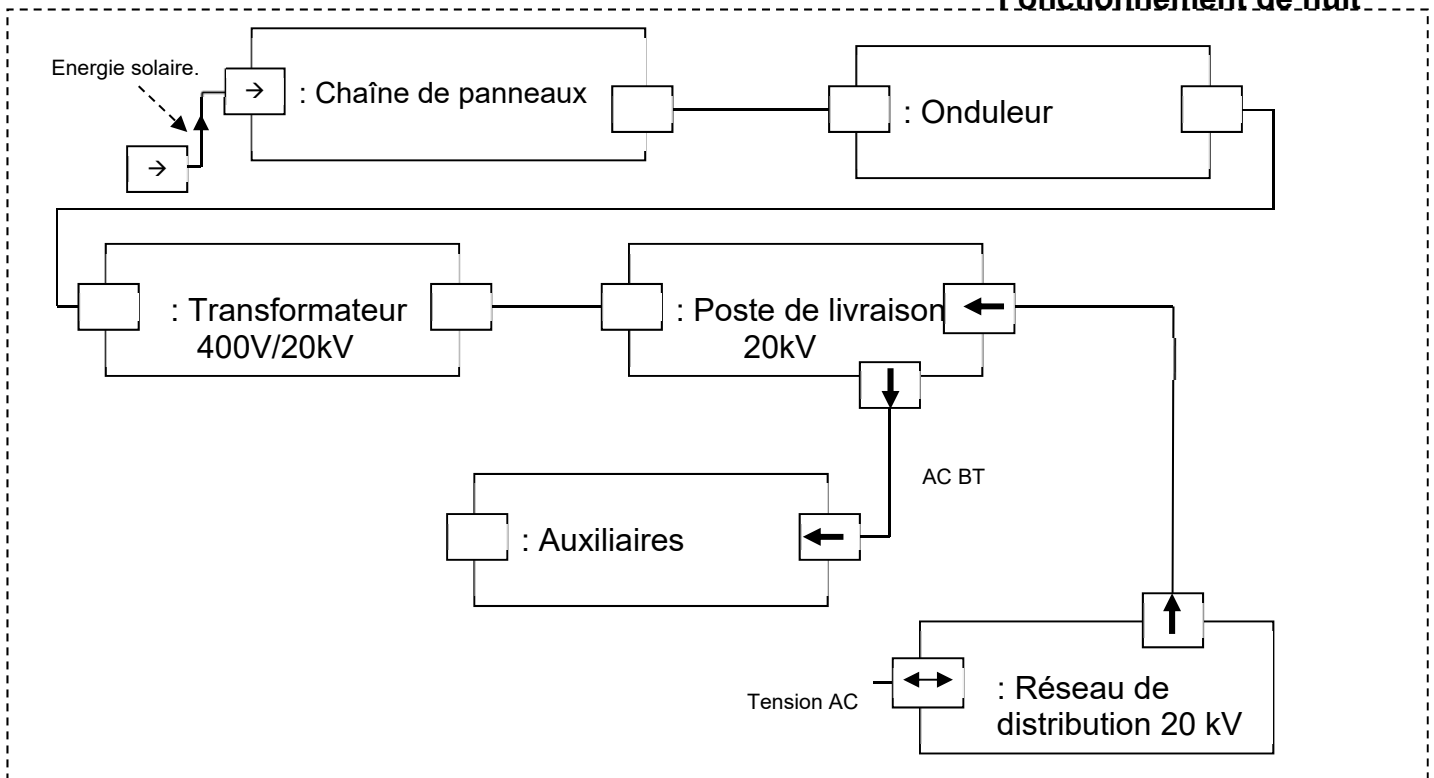 Fonctionnement de nuit
Energie solaire.
: Chaîne de panneaux
: Onduleur
: Transformateur
400V/20kV
: Poste de livraison
20kV
AC BT
: Auxiliaires
Tension AC
: Réseau de
distribution 20 kV